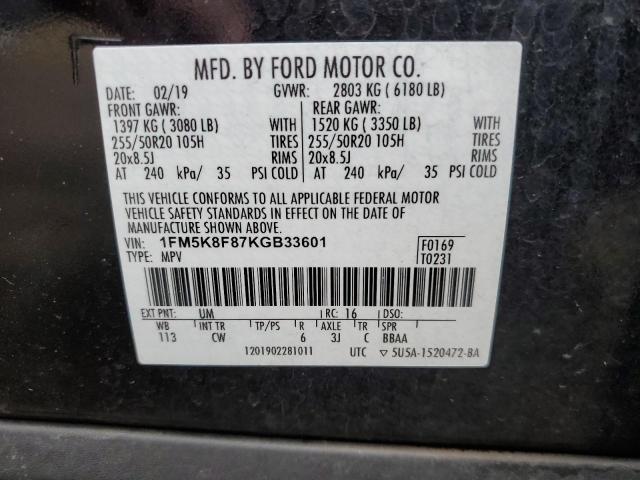 MFD. BY FORD MOTOR CO.
DATE: 02/19 GVWR: 2803 KG ( 6180 LB)
FRONT GAWR: REAR GAWR:
1397 KG ( 3080 LB) WITH 1520 KG ( 3350 LB) WITH
255/50R20 105H TIRES 255/50R20 105H TIRES
20x8.5J RIMS 20x8.5J RIMS
AT 240 kPa/ 35 PSI COLD AT 240 kPa/ 35 PSI COLD
THIS VEHICLE CONFORMS TO ALL APPLICABLE FEDERAL MOTOR
VEHICLE SAFETY STANDARDS IN EFFECT ON THE DATE OF
MANUFACTURE SHOWN ABOVE.
VIN: 1FM5K8F87KGB33601 F0169
TYPE: MPV T0231
EXT PNT: UM RC: 16 DSO:
WB INT TR TP/PS R AXLE TR SPR
113 CW 6 3J C BBAA
1201902281011 UTC ▽ 5U5A-1520472-BA